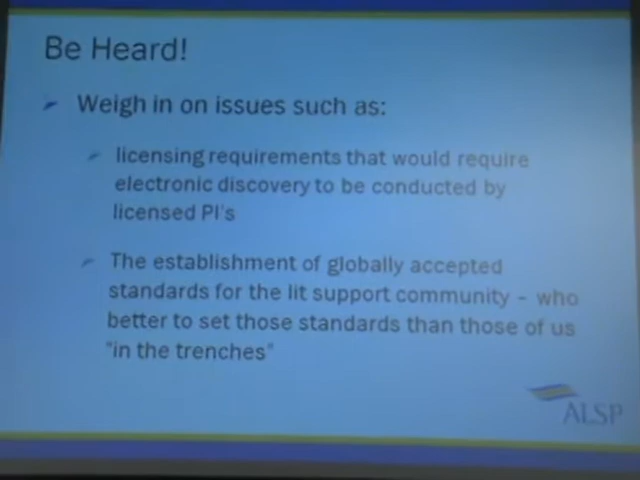 Be Heard!
Weigh in on issues such as:
licensing requirements that would require
electronic discovery to be conducted by
licensed PI's
The establishment of globally accepted
standards for the lit support community - who
better to set those standards than those of us
"in the trenches"
ALSP